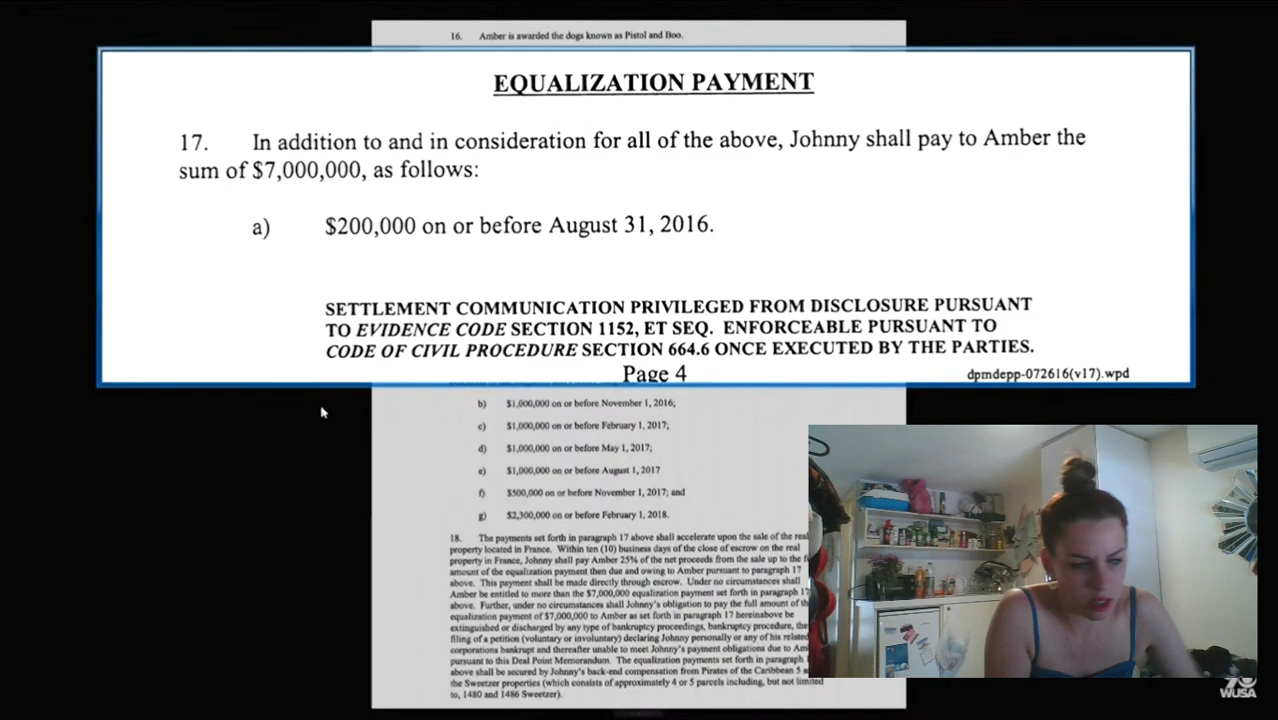 16. Amber is awarded the dogs known as Pistol and Boo.
EQUALIZATION PAYMENT
17. In addition to and in consideration for all of the above, Johnny shall pay to Amber the
sum of $7,000,000, as follows:
a) $200,000 on or before August 31, 2016.
SETTLEMENT COMMUNICATION PRIVILEGED FROM DISCLOSURE PURSUANT
TO EVIDENCE CODE SECTION 1152, ET SEQ. ENFORCEABLE PURSUANT TO
CODE OF CIVIL PROCEDURE SECTION 664.6 ONCE EXECUTED BY THE PARTIES.
Page 4
dpmdepp-072616(v17).wpd
b) $1,000,000 on or before November 1, 2016;
c) $1,000,000 on or before February 1, 2017;
d) $1,000,000 on or before May 1, 2017;
e) $1,000,000 on or before August 1, 2017
f) $500,000 on or before November 1, 2017; and
g) $2,300,000 on or before February 1, 2018.
18. The payments set forth in paragraph 17 above shall accelerate upon the sale of the real
property located in France. Within ten (10) business days of the close of escrow on the real
property in France, Johnny shall pay Amber 25% of the net proceeds from the sale up to the
amount of the equalization payment then due and owing to Amber pursuant to paragraph 17
above. This payment shall be made directly through escrow. Under no circumstances shall
Amber be entitled to more than the $7,000,000 equalization payment set forth in paragraph 17
above. Further, under no circumstances shall Johnny's obligation to pay the full amount of
equalization payment of $7,000,000 to Amber as set forth in paragraph 17 hereinabove be
extinguished or discharged by any type of bankruptcy proceedings, bankruptcy procedure, the
filing of a petition (voluntary or involuntary) declaring Johnny personally or any of his related
corporations bankrupt and thereafter unable to meet Johnny's payment obligations due to Am
pursuant to this Deal Point Memorandum. The equalization payments set forth in paragraph
above shall be secured by Johnny's back-end compensation from Pirates of the Caribbean 5
the Sweetzer properties (which consists of approximately 4 or 5 parcels including, but not limited
to, 1480 and 1486 Sweetzer).
WUSA